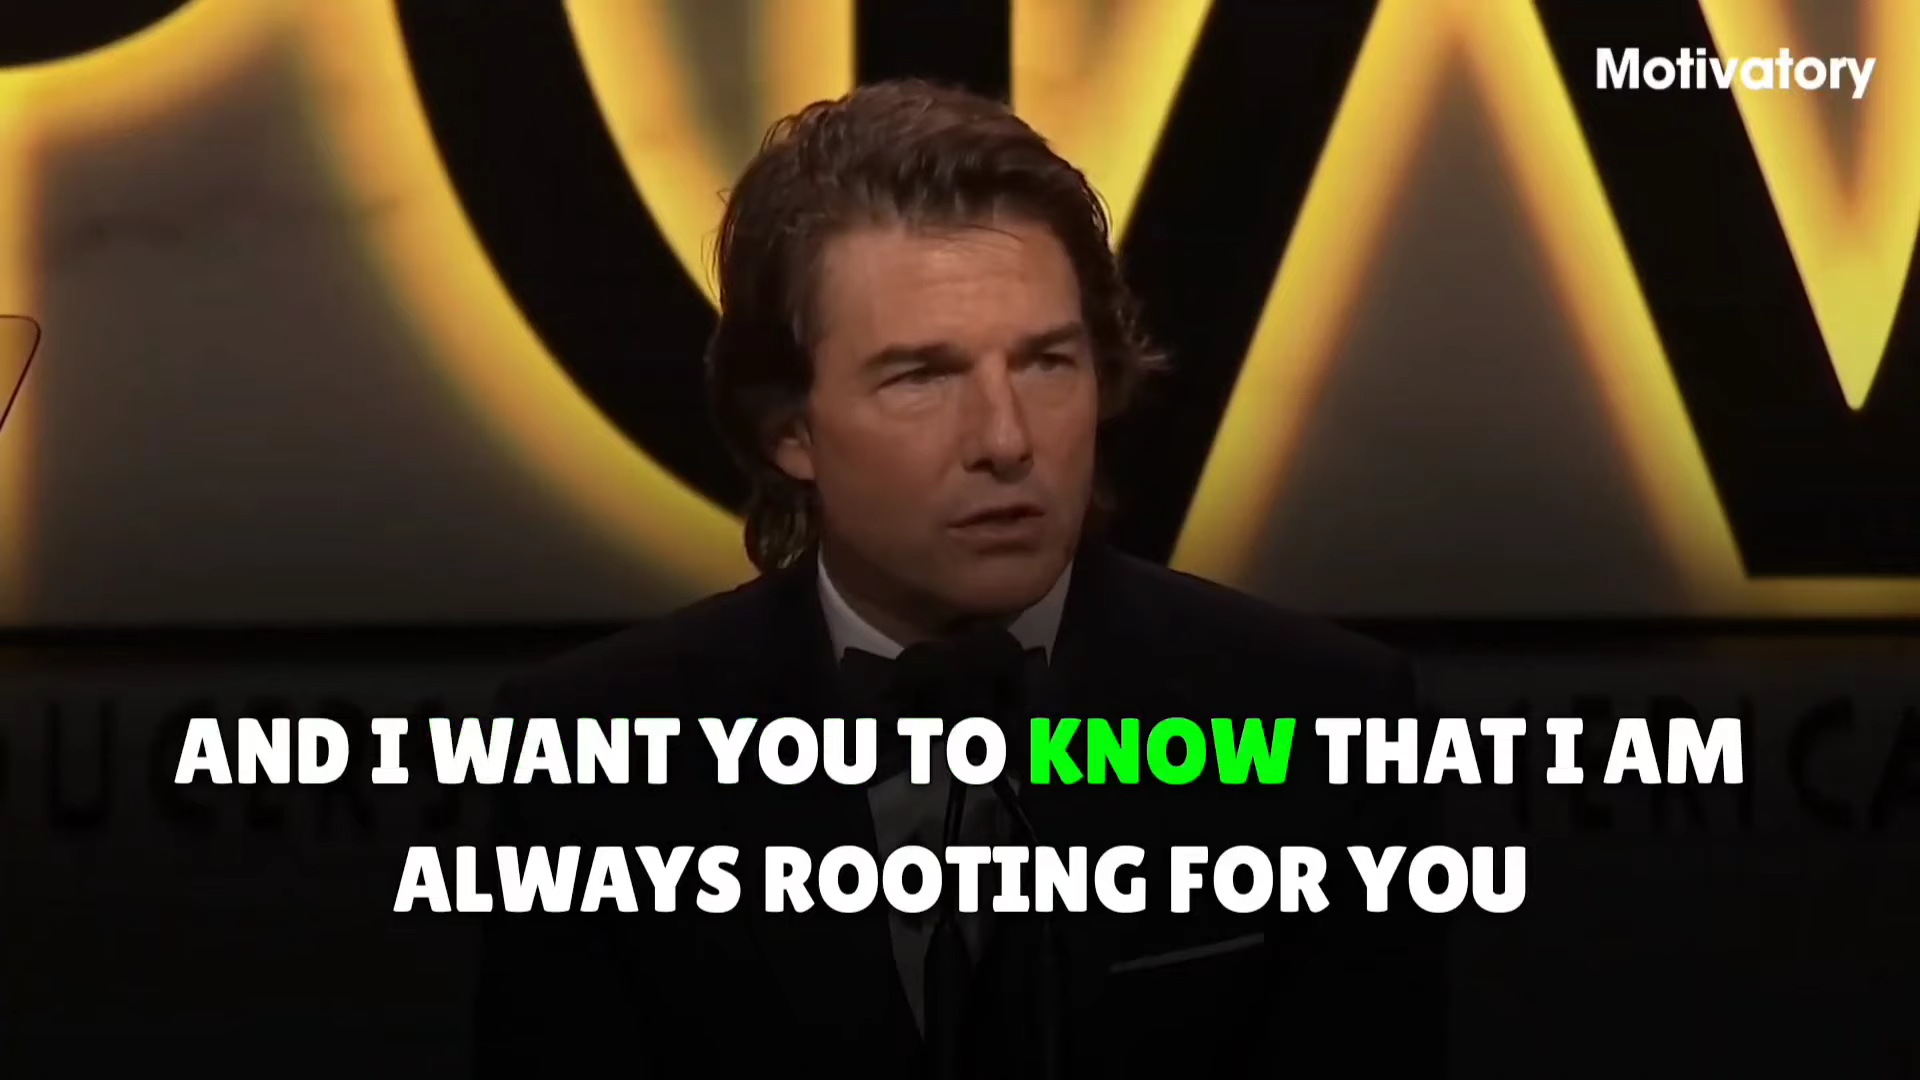 Motivatory
AND I WANT YOU TO KNOW THAT I AM
ALWAYS ROOTING FOR YOU